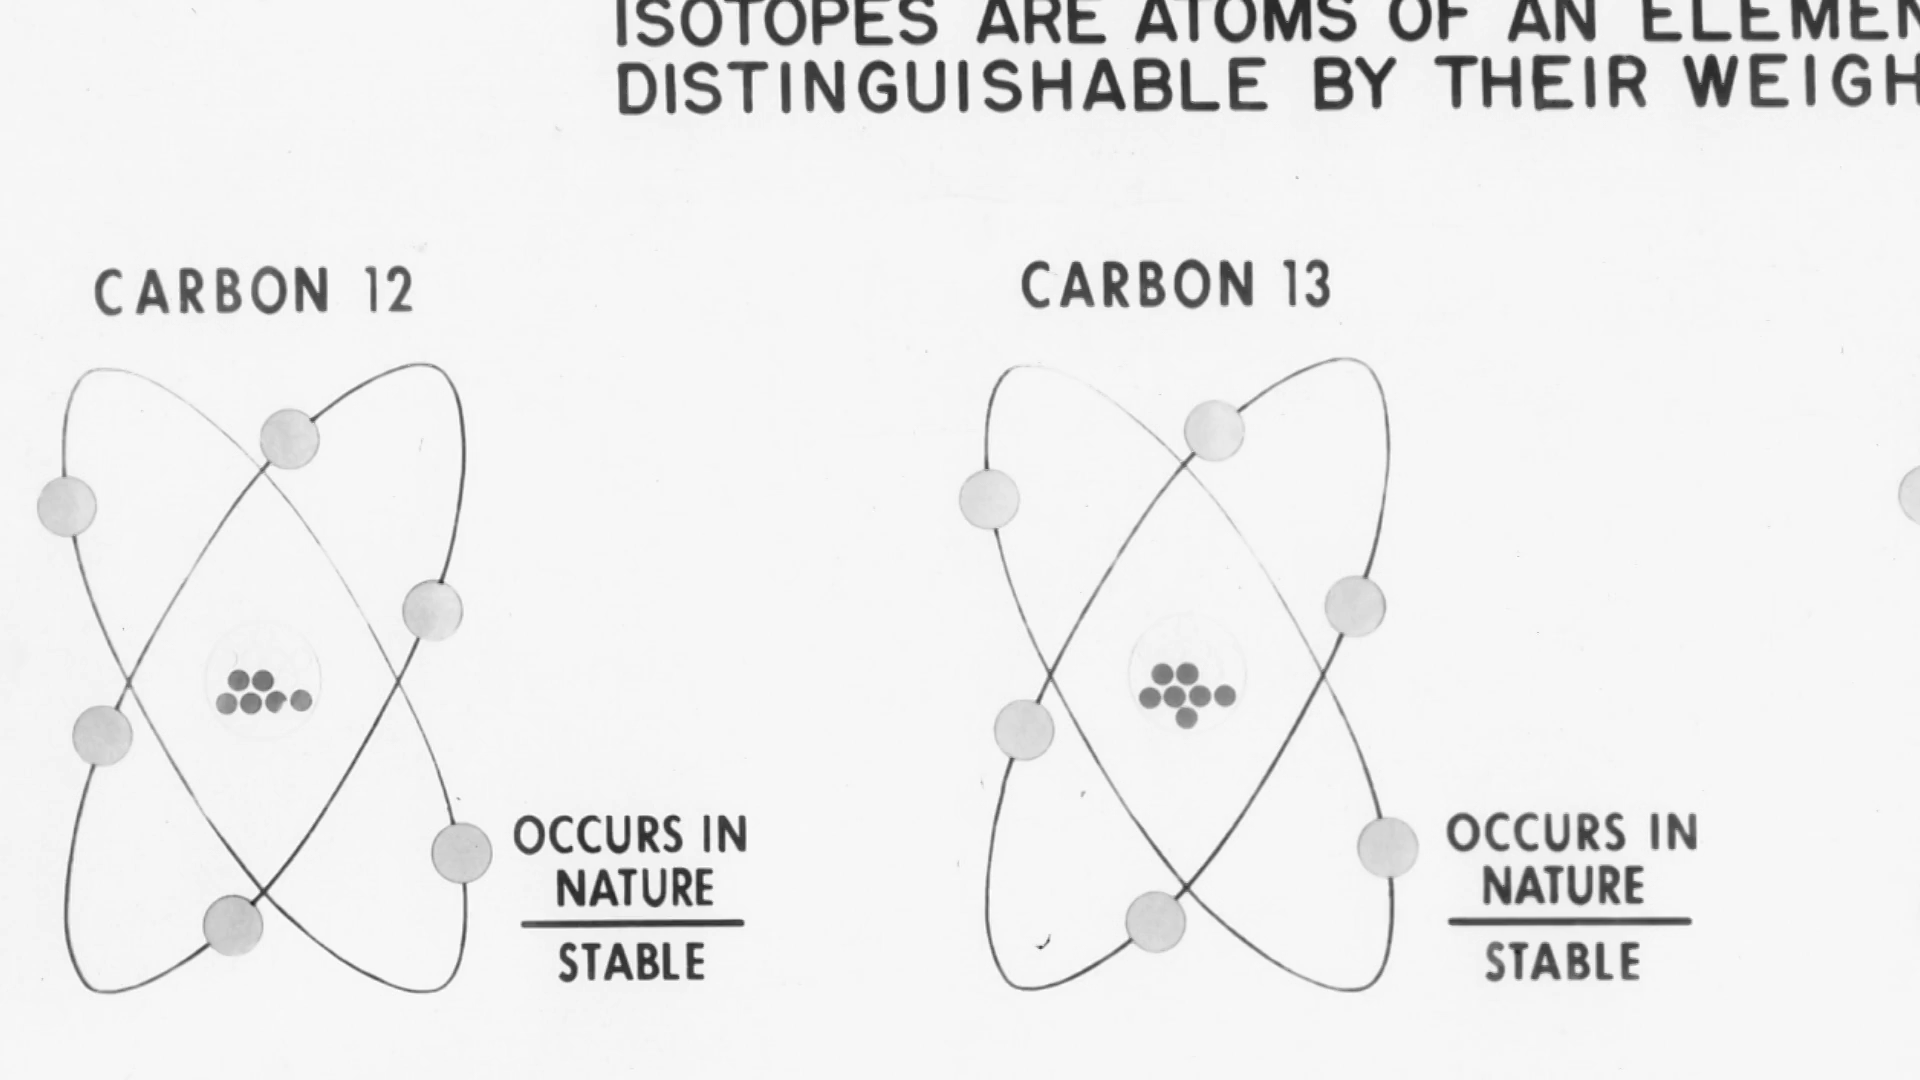 ISOTOPES ARE ATOMS OF AN
DISTINGUISHABLE BY THEIR
CARBON 12
CARBON 13
OCCURS IN
NATURE
STABLE
OCCURS IN
NATURE
STABLE